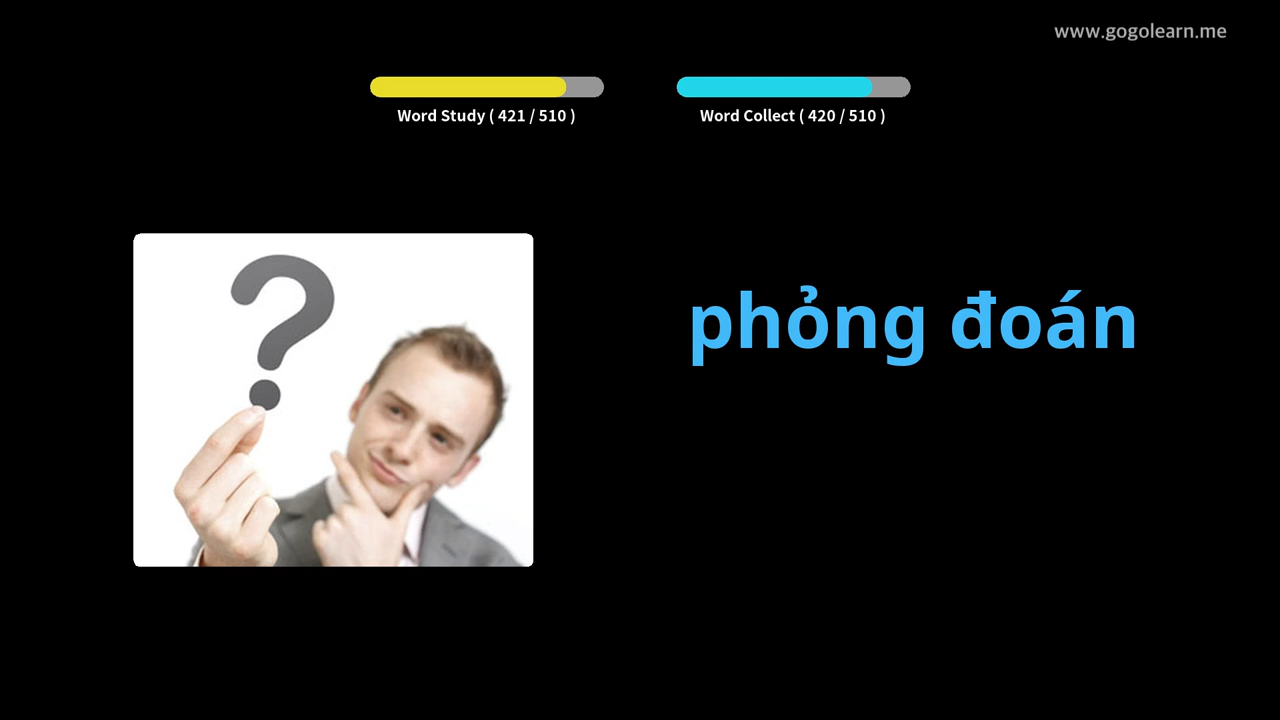 www.gogolearn.me
Word Study ( 421 / 510 )
Word Collect ( 420 / 510 )
?
phỏng đoán